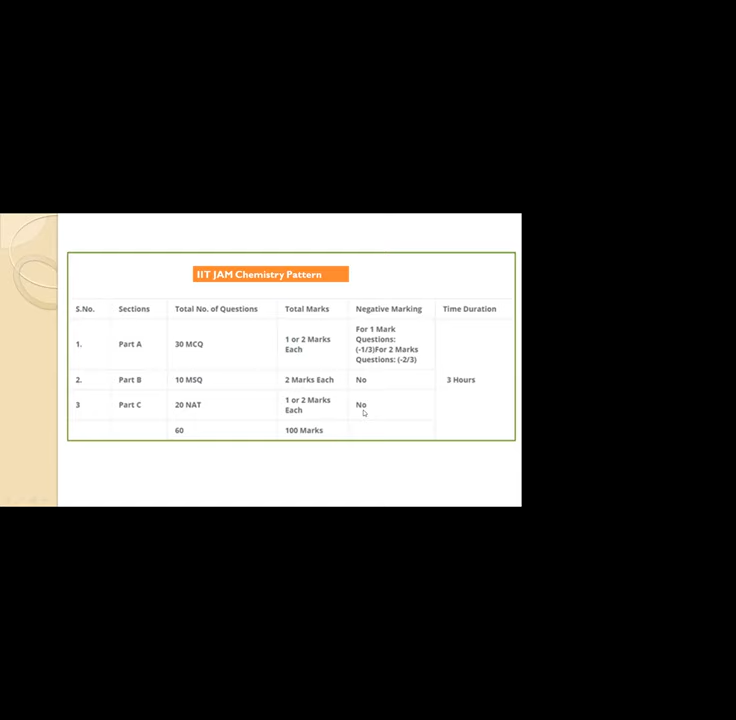 IIT JAM Chemistry Pattern
S.No. Sections Total No. of Questions Total Marks Negative Marking Time Duration
1. Part A 30 MCQ 1 or 2 Marks Each For 1 Mark Questions: (-1/3)For 2 Marks Questions: (-2/3)
2. Part B 10 MSQ 2 Marks Each No 3 Hours
3 Part C 20 NAT 1 or 2 Marks Each No
60 100 Marks